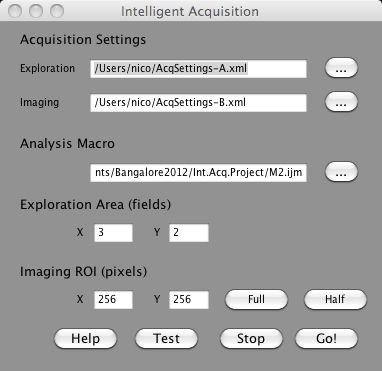 Intelligent Acquisition
Acquisition Settings
Exploration /Users/nico/AcqSettings-A.xml ...
Imaging /Users/nico/AcqSettings-B.xml ...
Analysis Macro
nts/Bangalore2012/Int.Acq.Project/M2.ijm ...
Exploration Area (fields)
X 3 Y 2
Imaging ROI (pixels)
X 256 Y 256 Full Half
Help Test Stop Go!